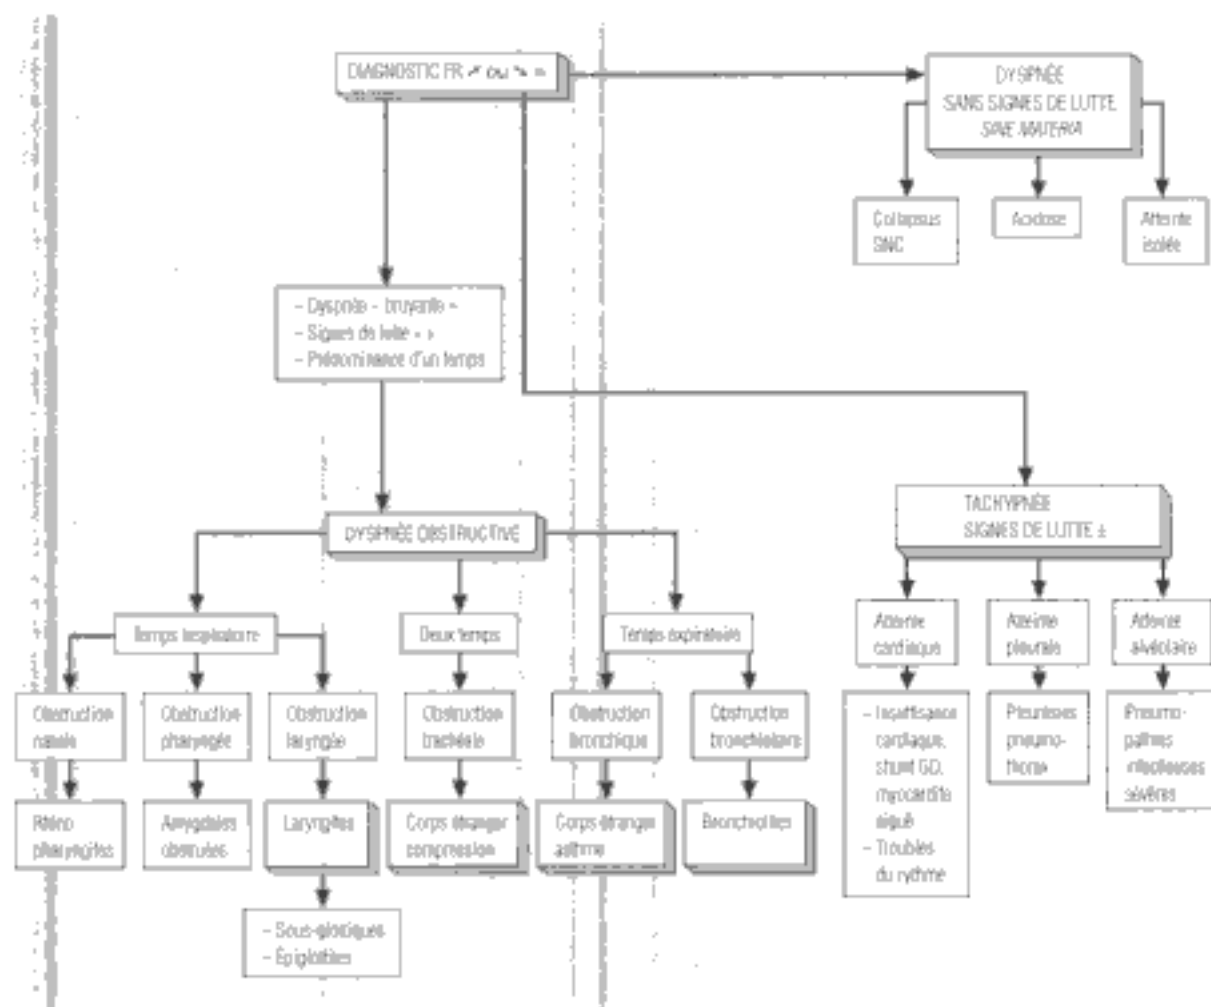 DIAGNOSTIC FR ou
DYSPNÉE
SANS SIGNES DE LUTTE
SINE MATERIA
Collapsus
SNC
Acidose
Atteinte
isolée
– Dyspnée « bruyante »
– Signes de lutte
– Prédominance d'un temps
DYSPNÉE OBSTRUCTIVE
TACHYPNÉE
SIGNES DE LUTTE ±
Temps inspiratoire
Deux temps
Temps expiratoire
Atteinte
cardiaque
Atteinte
pleurale
Atteinte
alvéolaire
Obstruction
nasale
Obstruction
pharyngée
Obstruction
laryngée
Obstruction
trachéale
Obstruction
bronchique
Obstruction
bronchiolaire
– Insuffisance
cardiaque,
shunt GD,
myocardite
aiguë
– Troubles
du rythme
Pleurésies
pneumo-
thorax
Pneumo-
pathies
infectieuses
sévères
Rhino
pharyngites
Amygdales
obstruées
Laryngites
Corps étranger
compression
Corps étranger
asthme
Bronchiolites
– Sous-glottiques
– Épiglottites